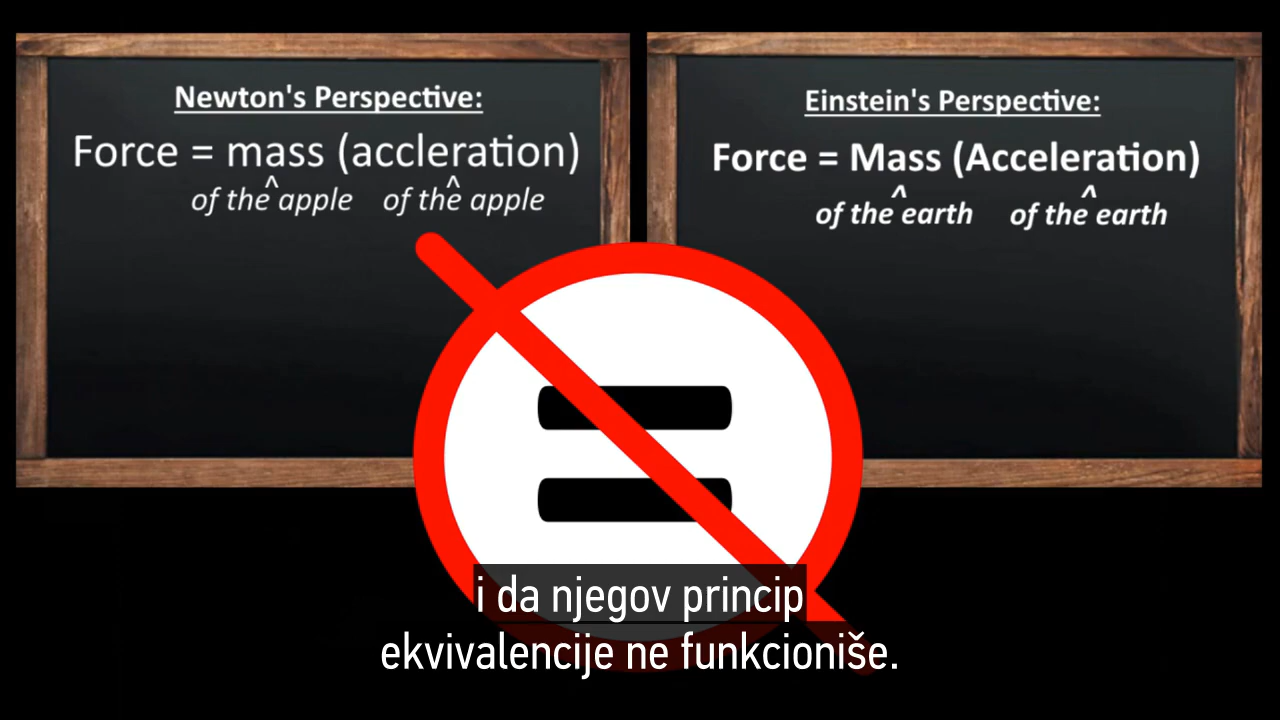 Newton's Perspective:
Force = mass (accleration)
^ ^
of the apple of the apple
Einstein's Perspective:
Force = Mass (Acceleration)
^ ^
of the earth of the earth
=
i da njegov princip
ekvivalencije ne funkcioniše.